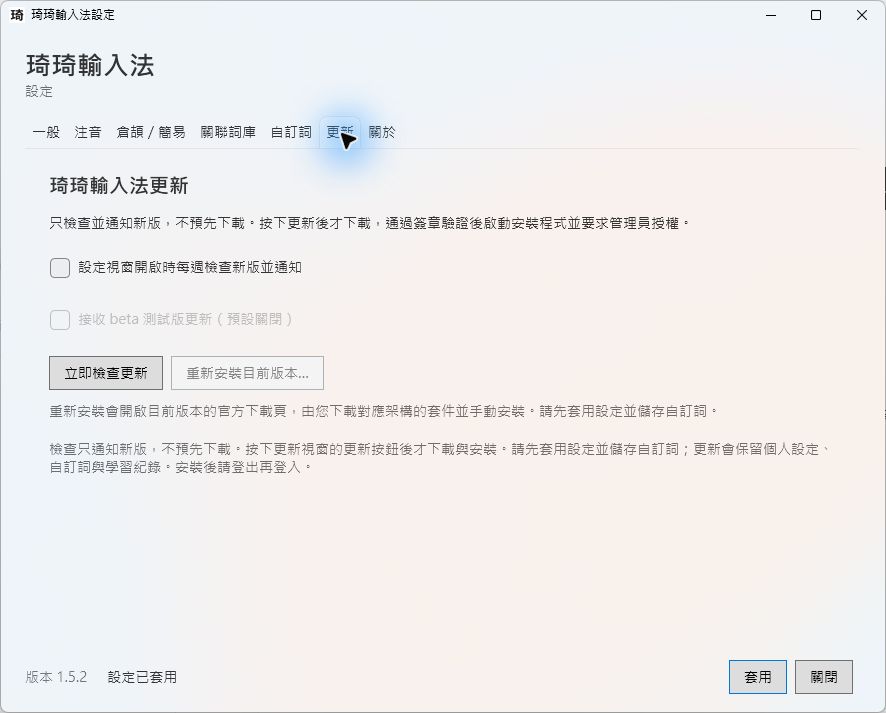 琦 琦琦輸入法設定
琦琦輸入法
設定
一般 注音 倉頡 / 簡易 關聯詞庫 自訂詞 更新 關於
琦琦輸入法更新
只檢查並通知新版，不預先下載。按下更新後才下載，通過簽章驗證後啟動安裝程式並要求管理員授權。
設定視窗開啟時每週檢查新版並通知
接收 beta 測試版更新（預設關閉）
立即檢查更新 重新安裝目前版本...
重新安裝會開啟目前版本的官方下載頁，由您下載對應架構的套件並手動安裝。請先套用設定並儲存自訂詞。
檢查只通知新版，不預先下載。按下更新視窗的更新按鈕後才下載與安裝。請先套用設定並儲存自訂詞；更新會保留個人設定、
自訂詞與學習紀錄。安裝後請登出再登入。
版本 1.5.2 設定已套用 套用 關閉